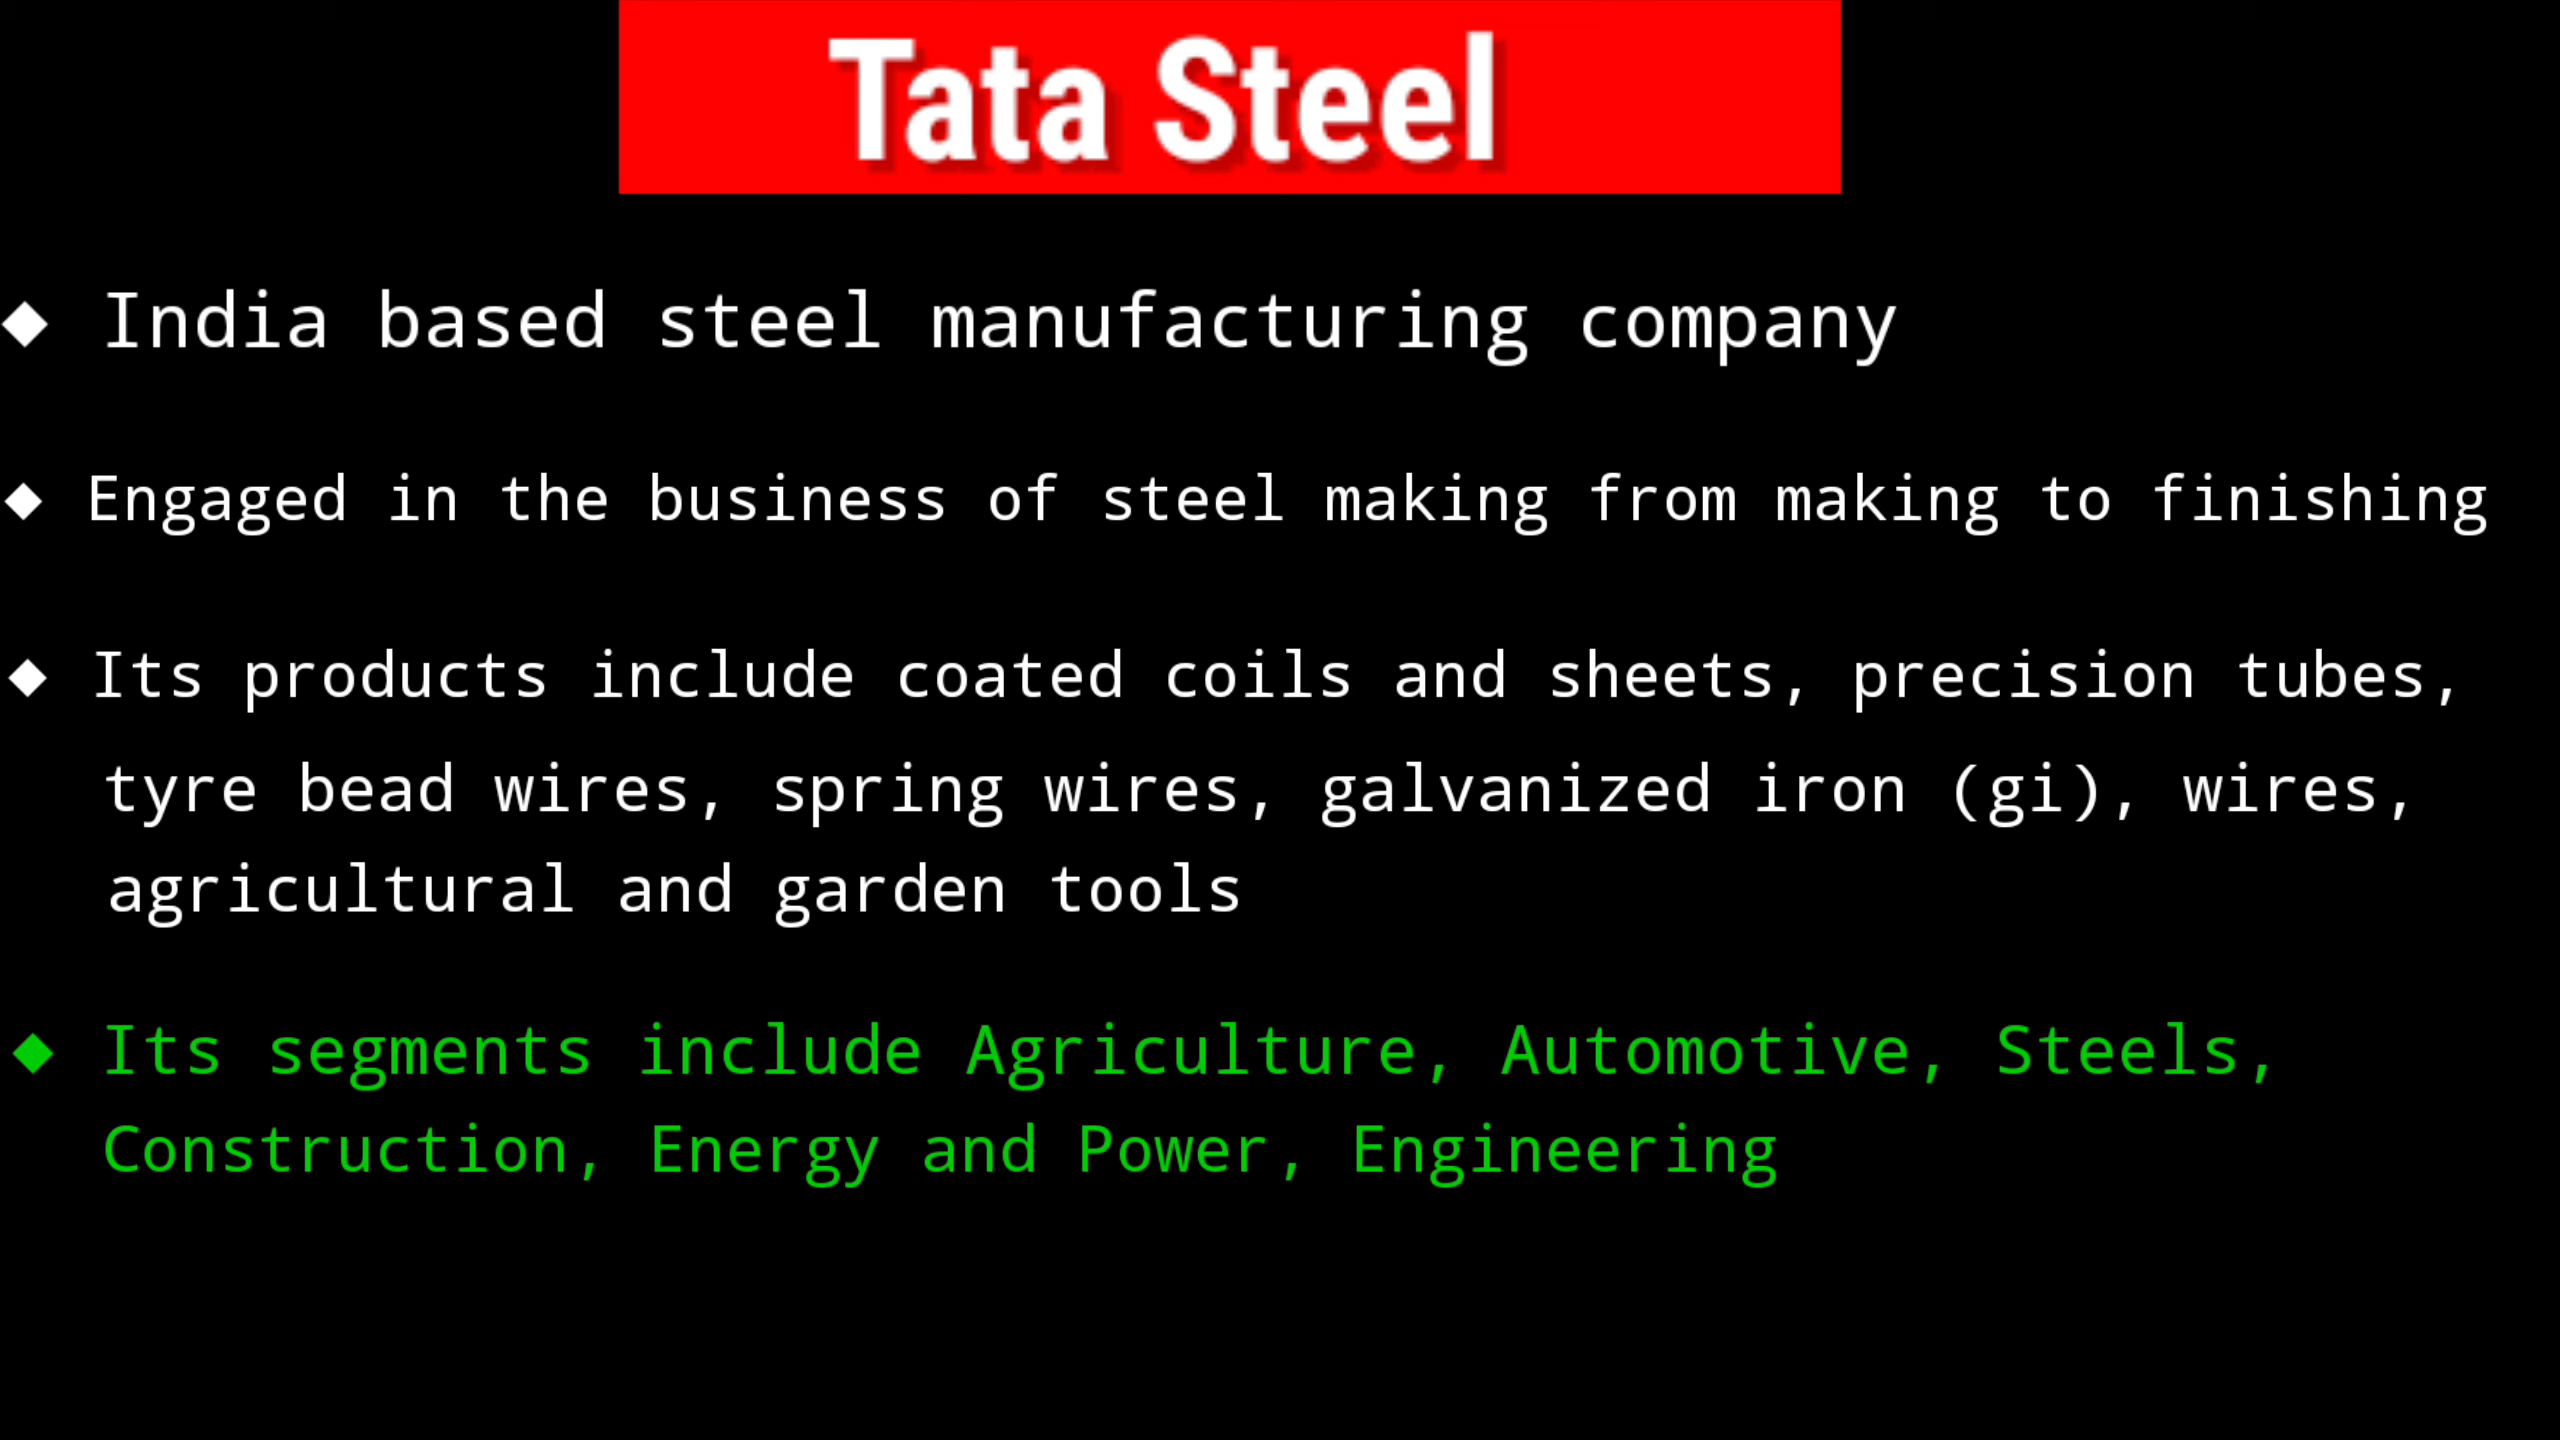 Tata Steel
◆ India based steel manufacturing company
◆ Engaged in the business of steel making from making to finishing
◆ Its products include coated coils and sheets, precision tubes,
tyre bead wires, spring wires, galvanized iron (gi), wires,
agricultural and garden tools
◆ Its segments include Agriculture, Automotive, Steels,
Construction, Energy and Power, Engineering